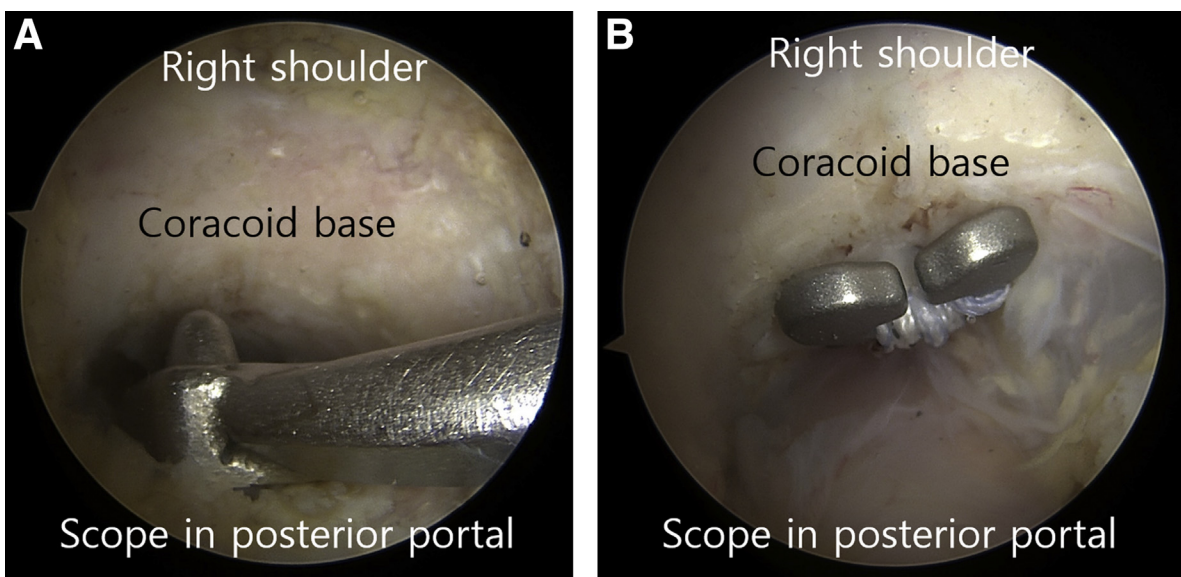 A
Right shoulder
Coracoid base
Scope in posterior portal
B
Right shoulder
Coracoid base
Scope in posterior portal